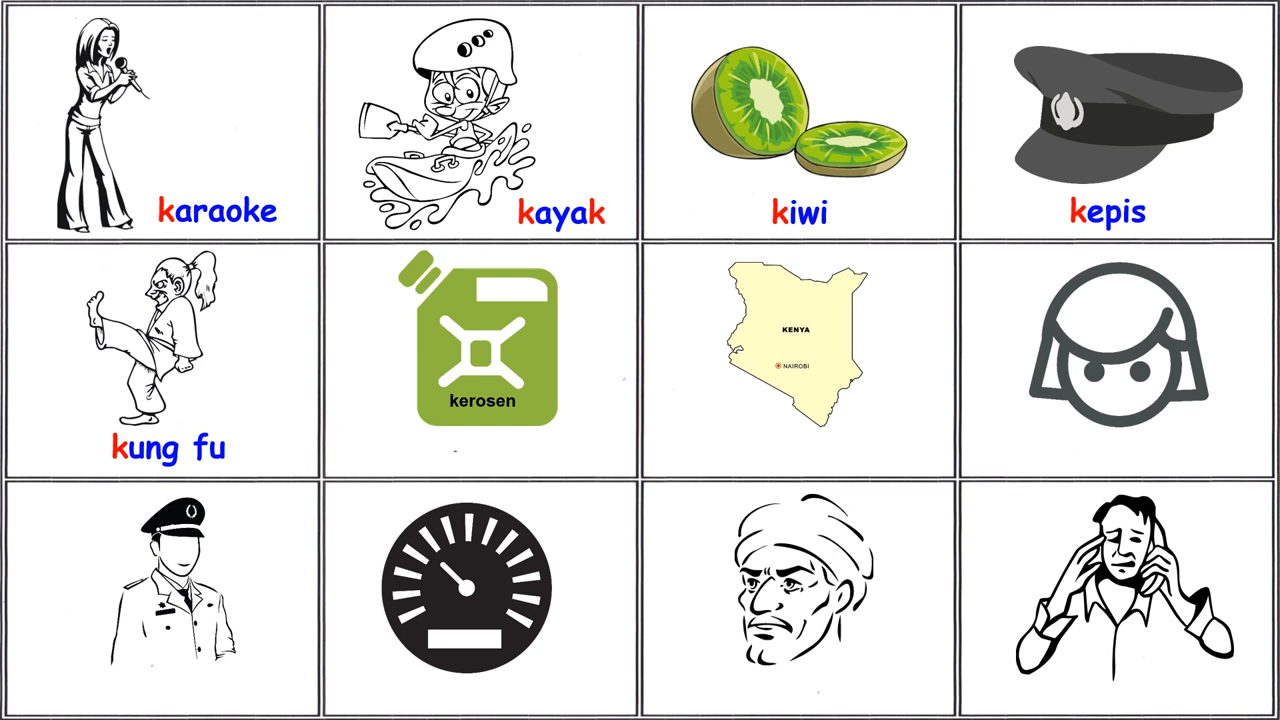 karaoke
kayak
kiwi
kepis
kung fu
kerosen
KENYA
NAIROBI